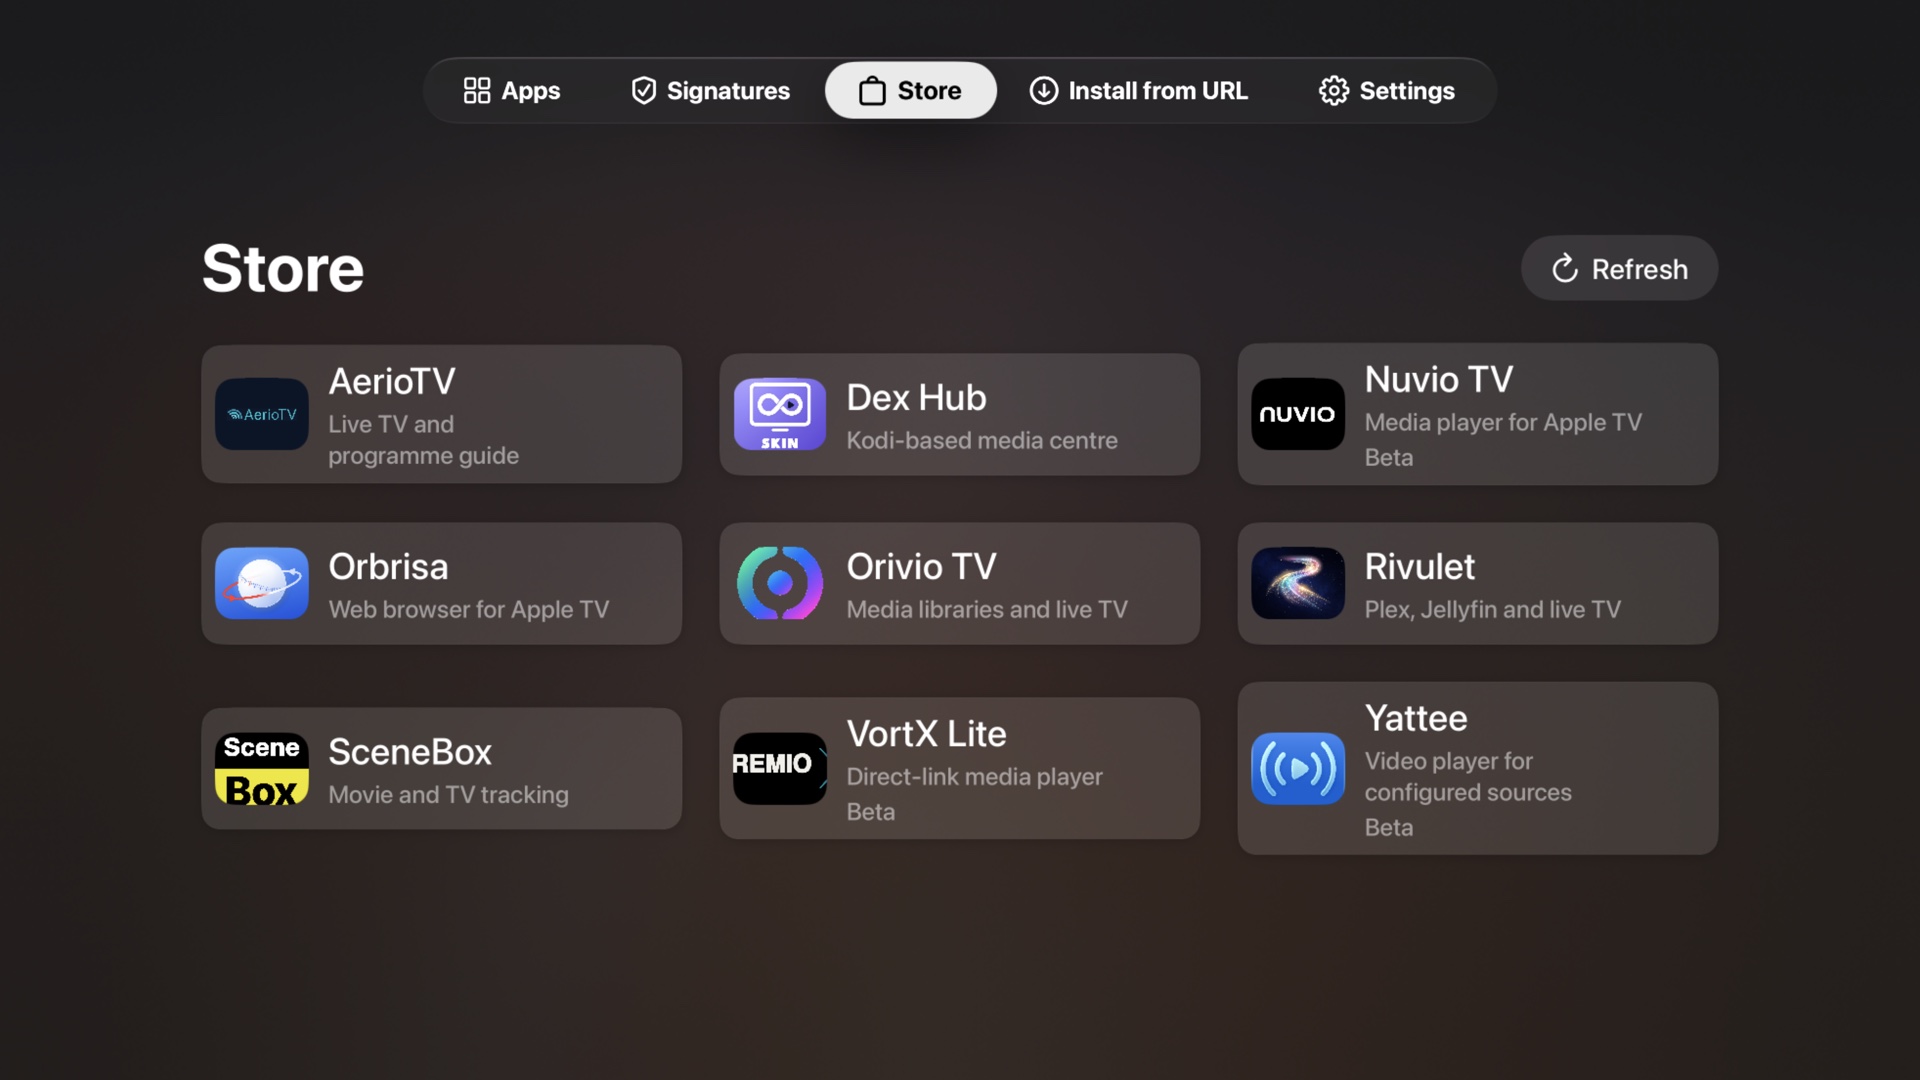 Apps
Signatures
Store
Install from URL
Settings
Store
Refresh
AerioTV
AerioTV
Live TV and
programme guide
SKIN
Dex Hub
Kodi-based media centre
NUVIO
Nuvio TV
Media player for Apple TV
Beta
Orbrisa
Web browser for Apple TV
Orivio TV
Media libraries and live TV
Rivulet
Plex, Jellyfin and live TV
Scene
Box
SceneBox
Movie and TV tracking
REMIO
VortX Lite
Direct-link media player
Beta
Yattee
Video player for
configured sources
Beta